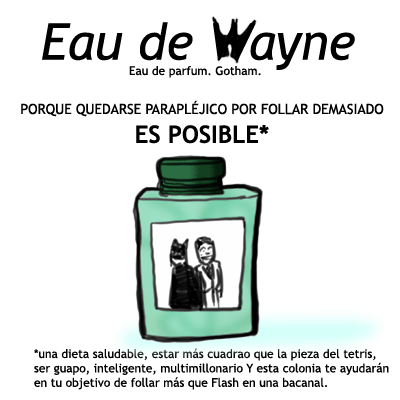 Eau de Wayne
Eau de parfum. Gotham.
PORQUE QUEDARSE PARAPLÉJICO POR FOLLAR DEMASIADO
ES POSIBLE*
*una dieta saludable, estar más cuadrao que la pieza del tetris,
ser guapo, inteligente, multimillonario Y esta colonia te ayudarán
en tu objetivo de follar más que Flash en una bacanal.